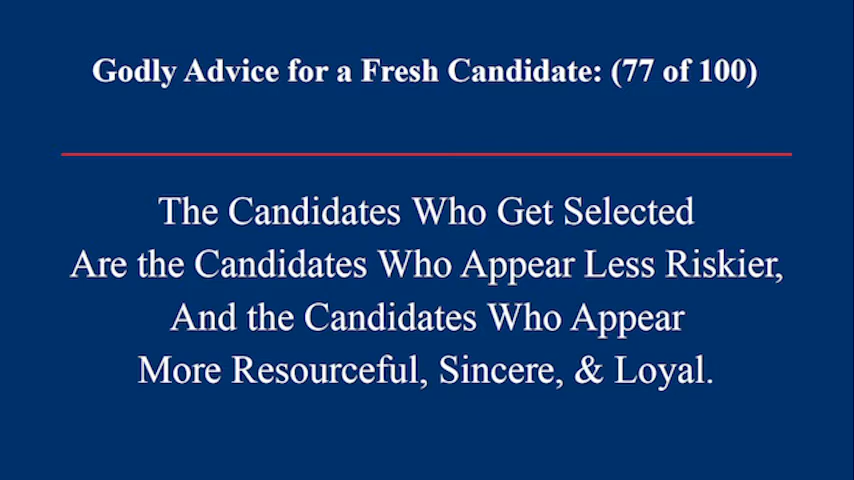 Godly Advice for a Fresh Candidate: (77 of 100)
The Candidates Who Get Selected
Are the Candidates Who Appear Less Riskier,
And the Candidates Who Appear
More Resourceful, Sincere, & Loyal.